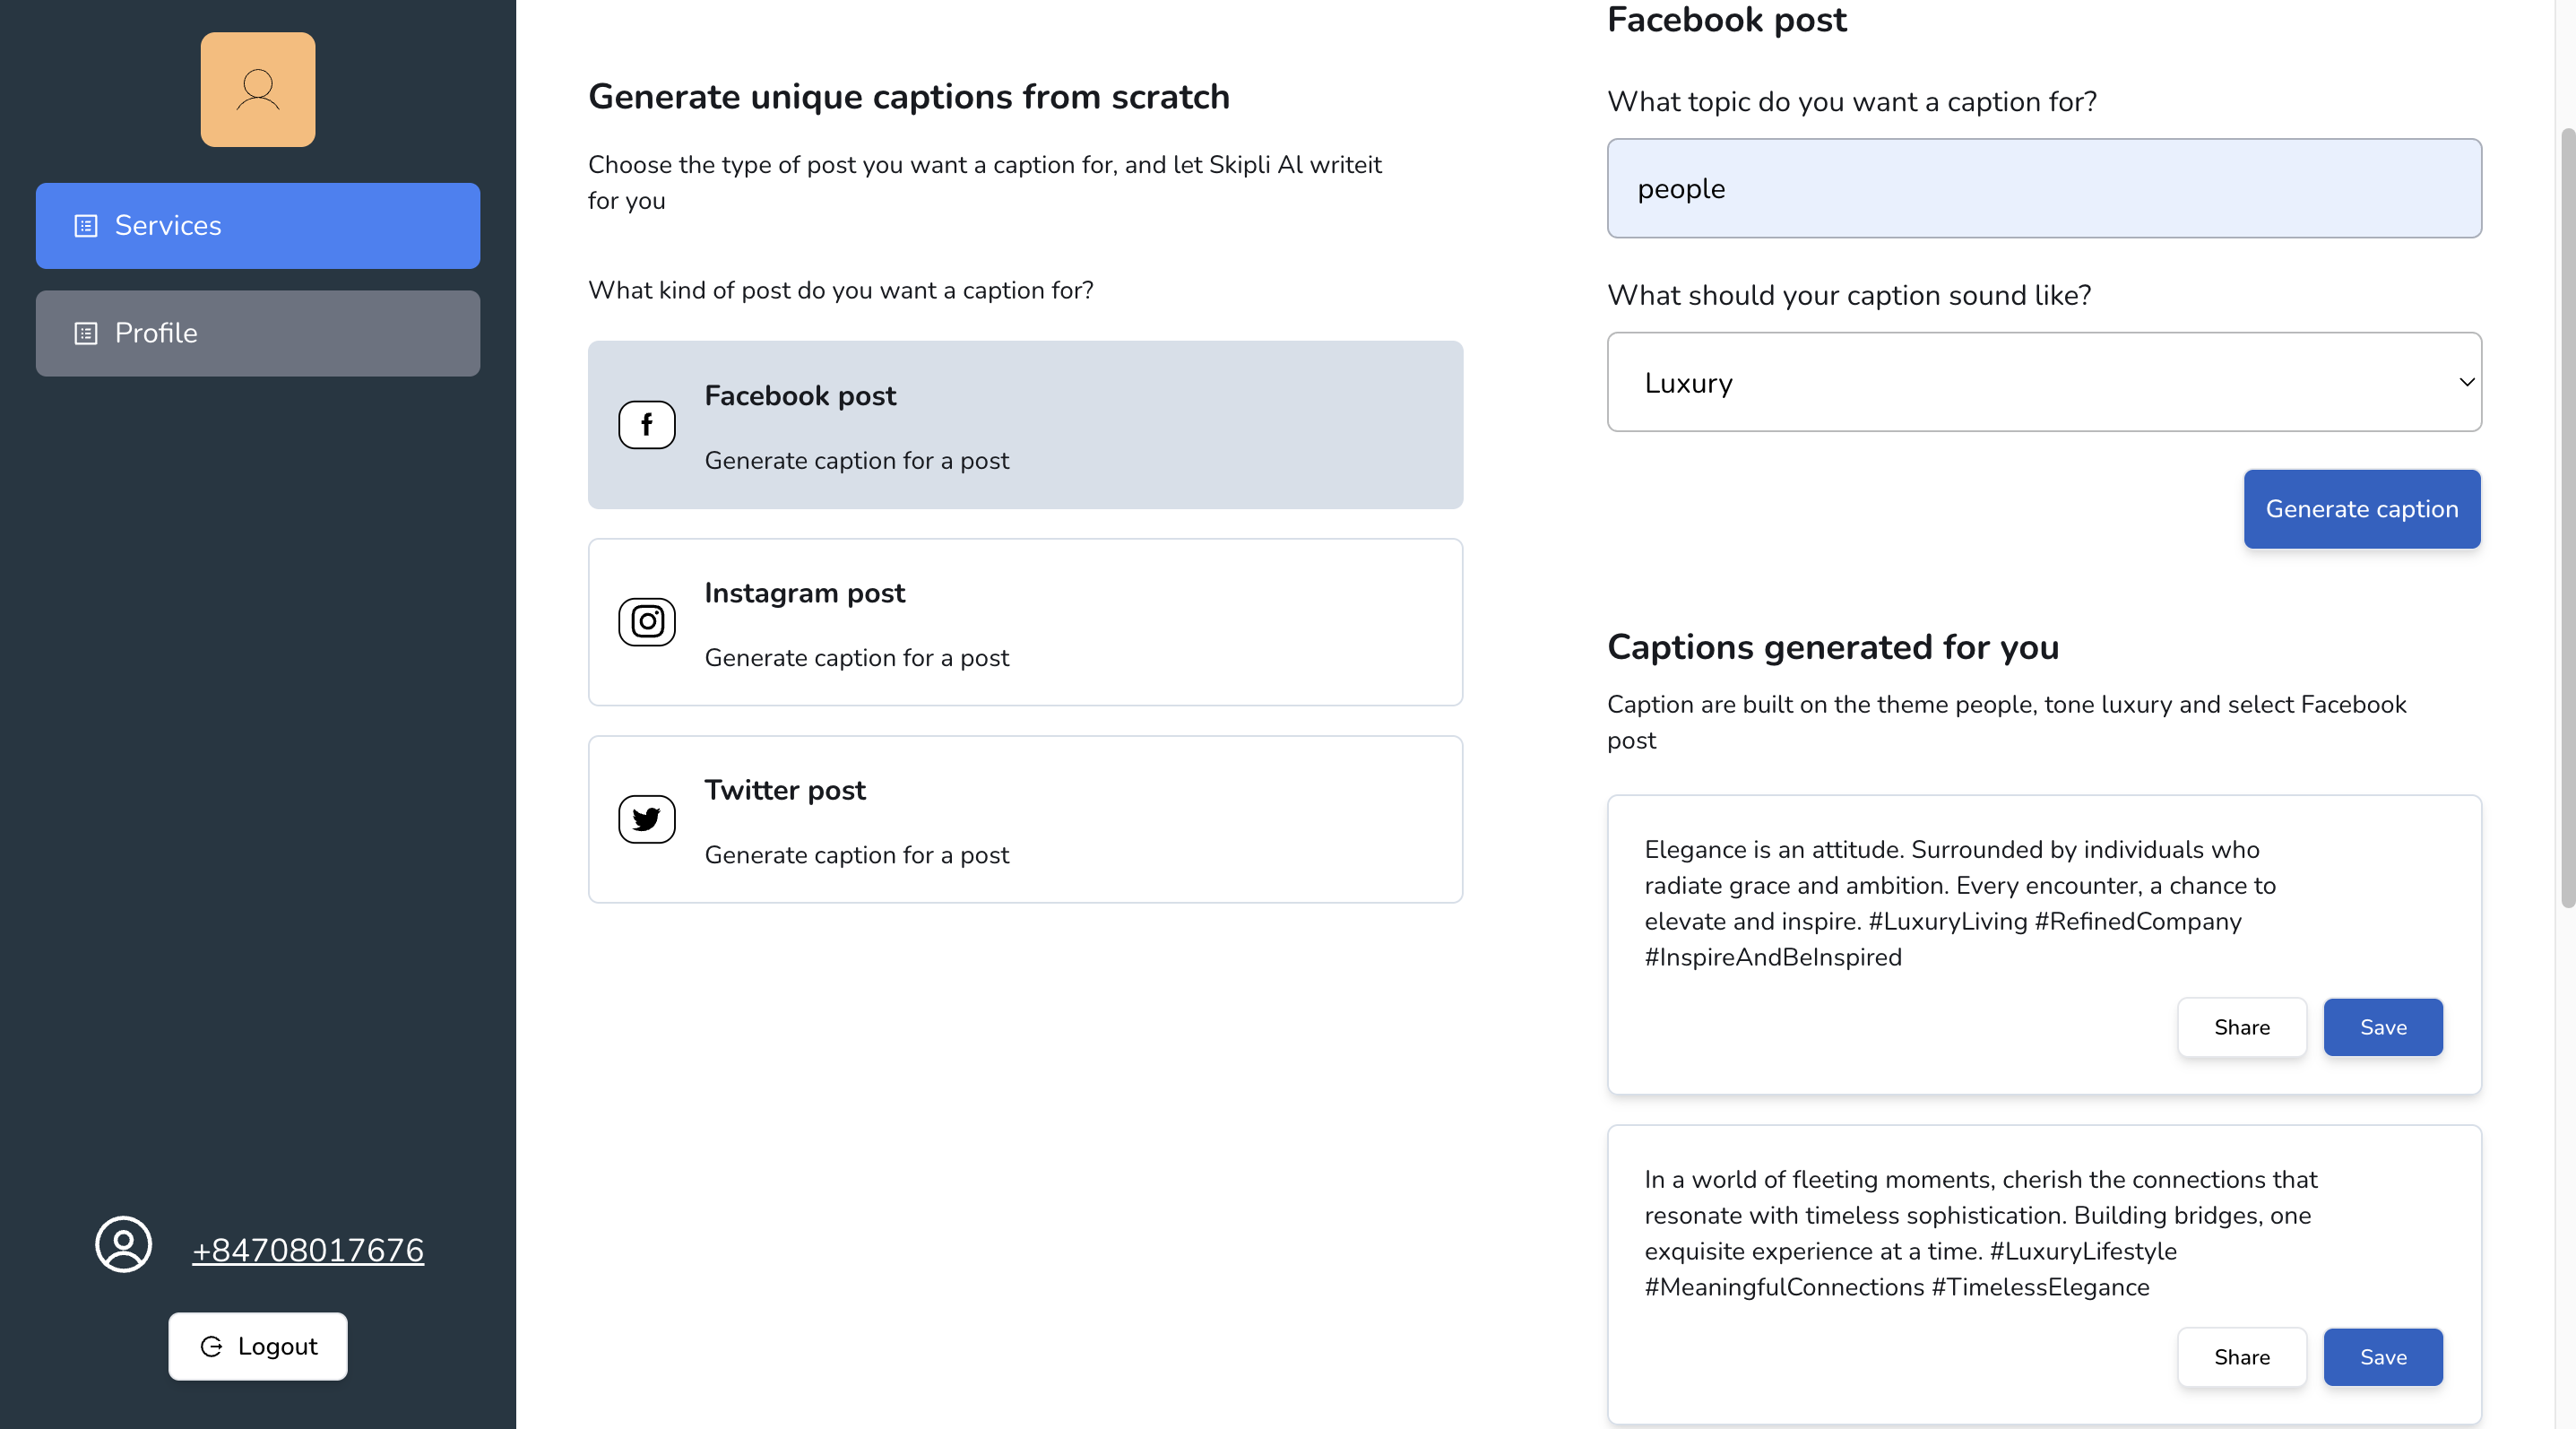 Services
Profile
+84708017676
Logout
Generate unique captions from scratch
Choose the type of post you want a caption for, and let Skipli Al writeit
for you
What kind of post do you want a caption for?
Facebook post
Generate caption for a post
Instagram post
Generate caption for a post
Twitter post
Generate caption for a post
Facebook post
What topic do you want a caption for?
people
What should your caption sound like?
Luxury
Generate caption
Captions generated for you
Caption are built on the theme people, tone luxury and select Facebook
post
Elegance is an attitude. Surrounded by individuals who
radiate grace and ambition. Every encounter, a chance to
elevate and inspire. #LuxuryLiving #RefinedCompany
#InspireAndBeInspired
Share
Save
In a world of fleeting moments, cherish the connections that
resonate with timeless sophistication. Building bridges, one
exquisite experience at a time. #LuxuryLifestyle
#MeaningfulConnections #TimelessElegance
Share
Save